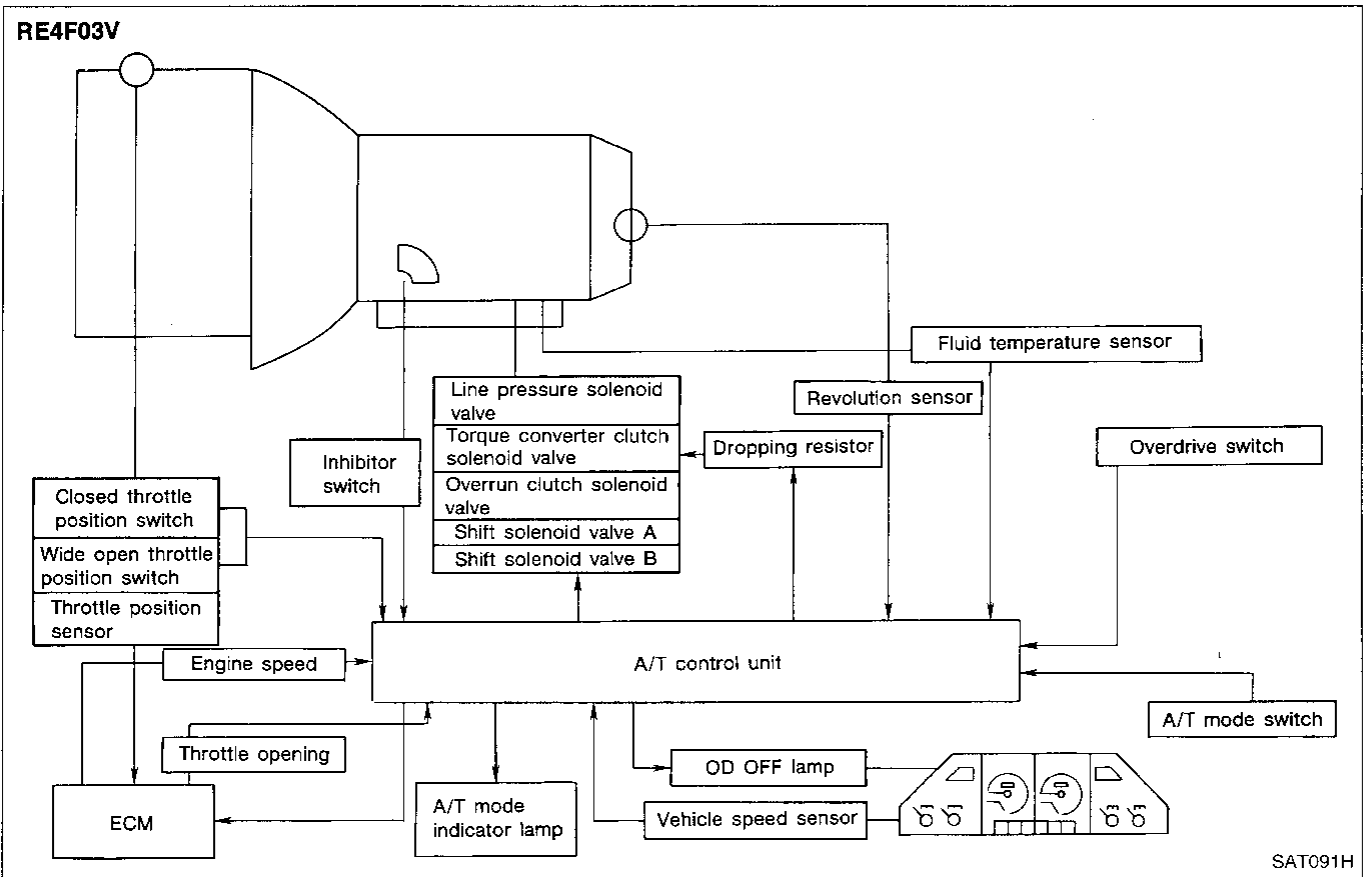 RE4F03V
Fluid temperature sensor
Line pressure solenoid
valve
Revolution sensor
Torque converter clutch
solenoid valve
Dropping resistor
Overdrive switch
Inhibitor
switch
Overrun clutch solenoid
valve
Closed throttle
position switch
Shift solenoid valve A
Wide open throttle
position switch
Shift solenoid valve B
Throttle position
sensor
Engine speed
A/T control unit
A/T mode switch
Throttle opening
OD OFF lamp
ECM
A/T mode
indicator lamp
Vehicle speed sensor
SAT091H